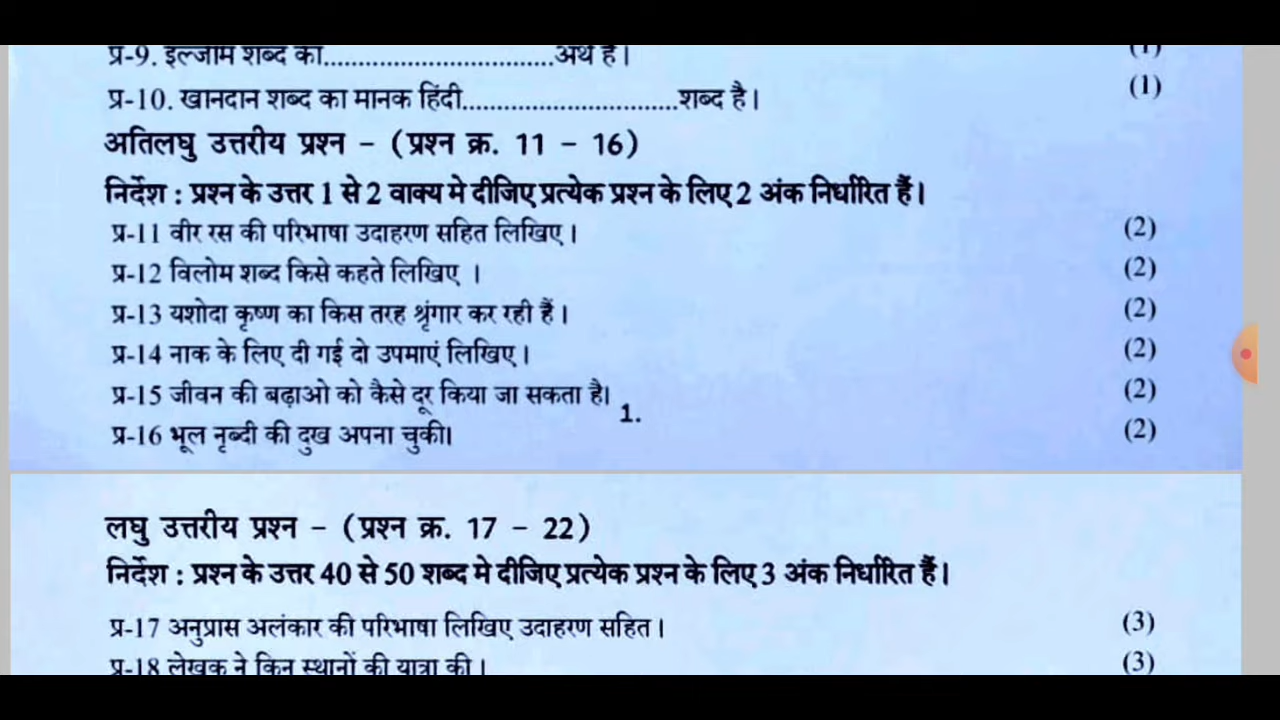 प्र-9. इल्जाम शब्द का.................................अर्थ है। (1)
प्र-10. खानदान शब्द का मानक हिंदी...............................शब्द है। (1)
अतिलघु उत्तरीय प्रश्न - (प्रश्न क्र. 11 - 16)
निर्देश : प्रश्न के उत्तर 1 से 2 वाक्य मे दीजिए प्रत्येक प्रश्न के लिए 2 अंक निर्धारित हैं।
प्र-11 वीर रस की परिभाषा उदाहरण सहित लिखिए। (2)
प्र-12 विलोम शब्द किसे कहते लिखिए । (2)
प्र-13 यशोदा कृष्ण का किस तरह श्रृंगार कर रही हैं। (2)
प्र-14 नाक के लिए दी गई दो उपमाएं लिखिए। (2)
प्र-15 जीवन की बढ़ाओ को कैसे दूर किया जा सकता है। (2)
1.
प्र-16 भूल नृब्दी की दुख अपना चुकी। (2)
लघु उत्तरीय प्रश्न - (प्रश्न क्र. 17 - 22)
निर्देश : प्रश्न के उत्तर 40 से 50 शब्द मे दीजिए प्रत्येक प्रश्न के लिए 3 अंक निर्धारित हैं।
प्र-17 अनुप्रास अलंकार की परिभाषा लिखिए उदाहरण सहित। (3)
प्र-18 लेखक ने किन स्थानों की यात्रा की। (3)